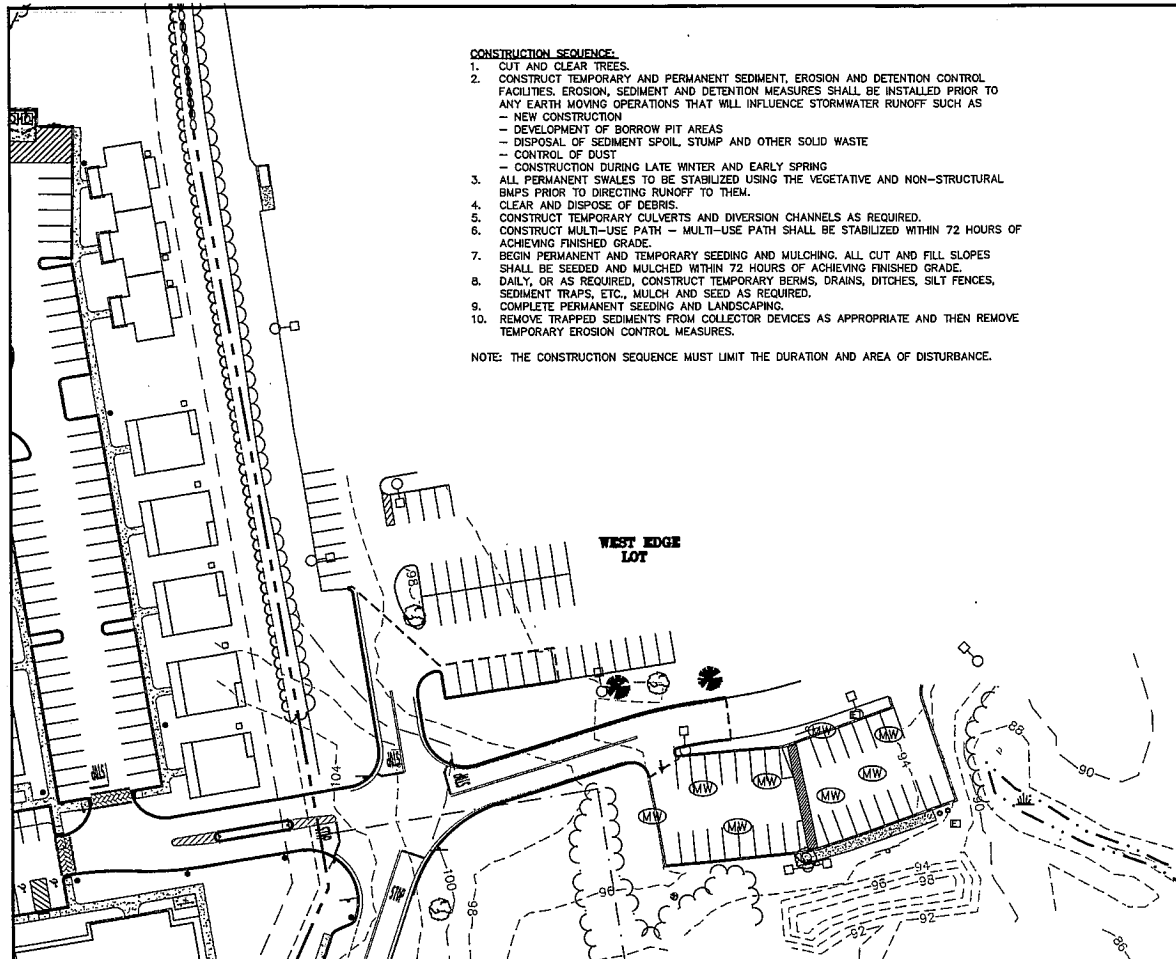 CONSTRUCTION SEQUENCE:
1. CUT AND CLEAR TREES.
2. CONSTRUCT TEMPORARY AND PERMANENT SEDIMENT, EROSION AND DETENTION CONTROL
FACILITIES. EROSION, SEDIMENT AND DETENTION MEASURES SHALL BE INSTALLED PRIOR TO
ANY EARTH MOVING OPERATIONS THAT WILL INFLUENCE STORMWATER RUNOFF SUCH AS
– NEW CONSTRUCTION
– DEVELOPMENT OF BORROW PIT AREAS
– DISPOSAL OF SEDIMENT SPOIL, STUMP AND OTHER SOLID WASTE
– CONTROL OF DUST
– CONSTRUCTION DURING LATE WINTER AND EARLY SPRING
3. ALL PERMANENT SWALES TO BE STABILIZED USING THE VEGETATIVE AND NON-STRUCTURAL
BMPS PRIOR TO DIRECTING RUNOFF TO THEM.
4. CLEAR AND DISPOSE OF DEBRIS.
5. CONSTRUCT TEMPORARY CULVERTS AND DIVERSION CHANNELS AS REQUIRED.
6. CONSTRUCT MULTI-USE PATH – MULTI-USE PATH SHALL BE STABILIZED WITHIN 72 HOURS OF
ACHIEVING FINISHED GRADE.
7. BEGIN PERMANENT AND TEMPORARY SEEDING AND MULCHING. ALL CUT AND FILL SLOPES
SHALL BE SEEDED AND MULCHED WITHIN 72 HOURS OF ACHIEVING FINISHED GRADE.
8. DAILY, OR AS REQUIRED, CONSTRUCT TEMPORARY BERMS, DRAINS, DITCHES, SILT FENCES,
SEDIMENT TRAPS, ETC., MULCH AND SEED AS REQUIRED.
9. COMPLETE PERMANENT SEEDING AND LANDSCAPING.
10. REMOVE TRAPPED SEDIMENTS FROM COLLECTOR DEVICES AS APPROPRIATE AND THEN REMOVE
TEMPORARY EROSION CONTROL MEASURES.
NOTE: THE CONSTRUCTION SEQUENCE MUST LIMIT THE DURATION AND AREA OF DISTURBANCE.
WEST EDGE
LOT
98
88
90
MW
MW
94
MW
MW
MW
MW
MW
MW
90
104
STOP
100
98
96
94
96
98
92
92
86